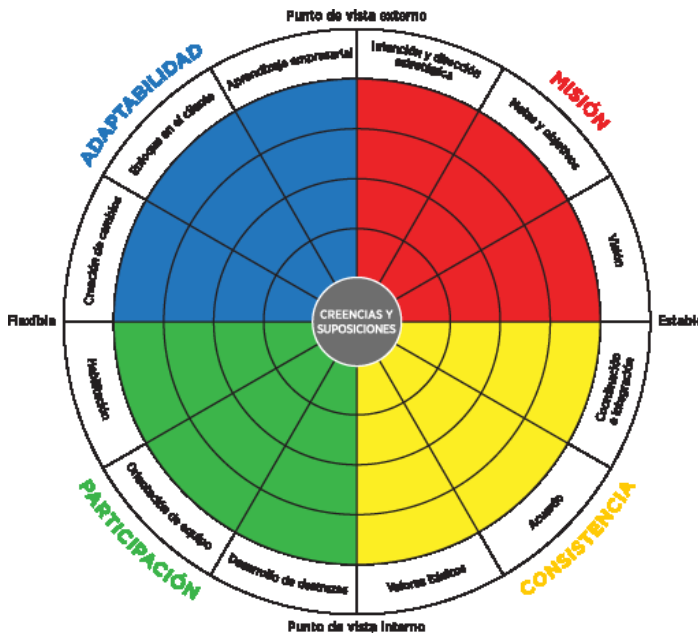 Punto de vista externo
ADAPTABILIDAD
MISIÓN
Aprendizaje empresarial
Intención y dirección
estratégica
Enfoque en el cliente
Metas y objetivos
Creación de cambios
Visión
Flexible
CREENCIAS Y
SUPOSICIONES
Estable
Habilitación
Coordinación
e integración
Orientación de equipo
Acuerdo
Desarrollo de destrezas
Valores Básicos
PARTICIPACIÓN
CONSISTENCIA
Punto de vista interno